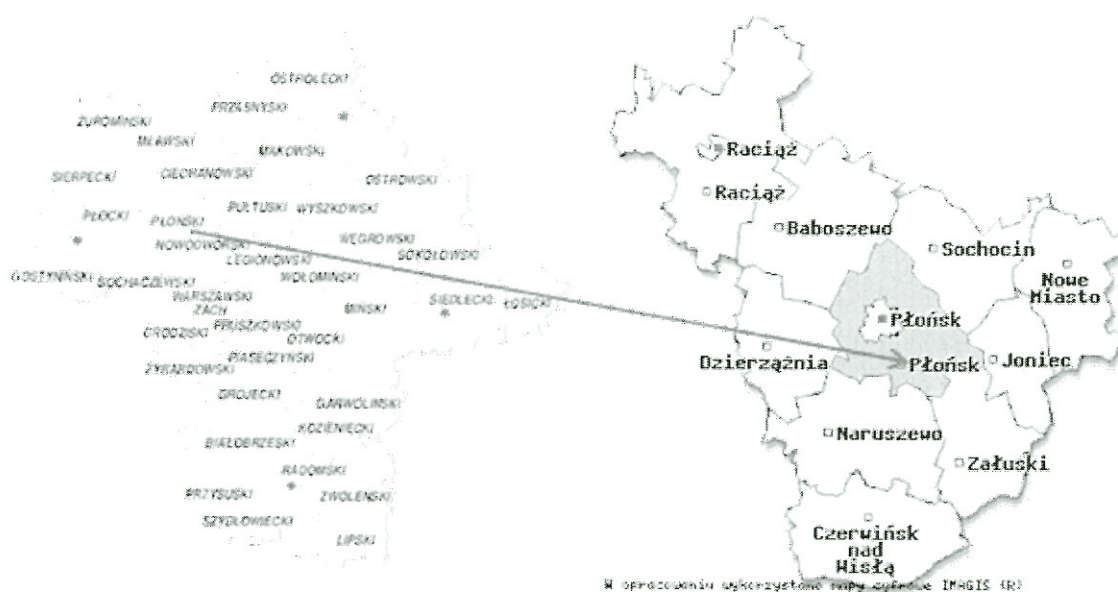 OSTROŁĘCKI
PRZASNYSKI
ŻUROMIŃSKI
MŁAWSKI
MAKOWSKI
SIERPECKI
CIECHANOWSKI
OSTROWSKI
PŁOCKI
PŁOŃSKI
PUŁTUSKI
WYSZKOWSKI
NOWODWORSKI
WĘGROWSKI
SOKOŁOWSKI
LEGIONOWSKI
GOSTYNIŃSKI
SOCHACZEWSKI
WOŁOMIŃSKI
WARSZAWSKI
ZACH
MIŃSKI
SIEDLECKI
ŁOSICKI
GRODZISKI
PRUSZKOWSKI
OTWOCKI
PIASECZYŃSKI
ŻYRARDOWSKI
GRÓJECKI
GARWOLIŃSKI
KOZIENICKI
BIAŁOBRZESKI
RADOMSKI
PRZYSUSKI
ZWOLEŃSKI
SZYDŁOWIECKI
LIPSKI
Raciąż
Raciąż
Baboszewo
Sochocin
Nowe
Miasto
Płońsk
Dzierzążnia
Płońsk
Joniec
Naruszewo
Załuski
Czerwińsk
nad
Wisłą
W opracowaniu wykorzystano mapy cyfrowe IMAGIS (R)